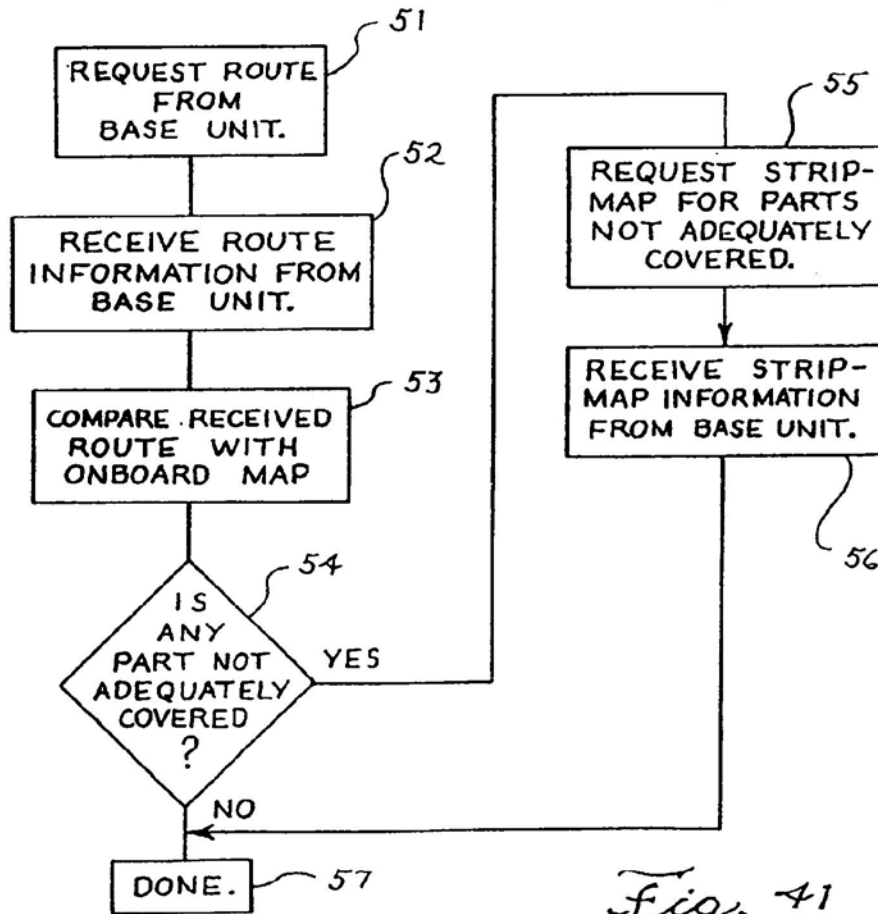 51
REQUEST ROUTE
FROM
BASE UNIT.
52
RECEIVE ROUTE
INFORMATION FROM
BASE UNIT.
53
COMPARE RECEIVED
ROUTE WITH
ONBOARD MAP
54
IS
ANY
PART NOT
ADEQUATELY
COVERED
?
YES
NO
55
REQUEST STRIP-
MAP FOR PARTS
NOT ADEQUATELY
COVERED.
RECEIVE STRIP-
MAP INFORMATION
FROM BASE UNIT.
56
DONE.
57
Fig. 41